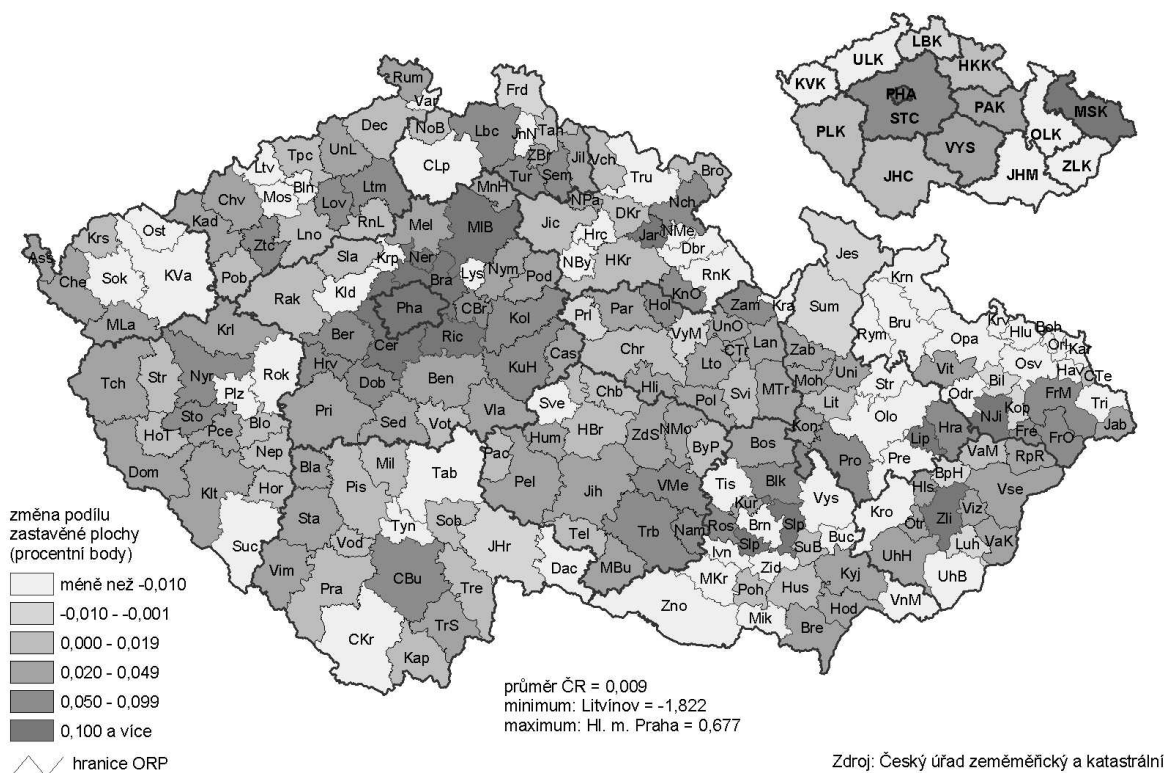 LBK
ULK
HKK
KVK
PHA
STC
PAK
MSK
PLK
OLK
VYS
ZLK
JHC
JHM
Rum
Var
Frd
Dec
NoB
Lbc
JnN
Tan
Tpc
UnL
CLp
ZBr
Jil
Vch
Ltv
Bln
Mos
Tur
Sem
Tru
Bro
Chv
Ltm
Lov
MnH
NPa
Nch
Kad
RnL
Mel
MlB
Jic
DKr
Jar
NMe
Krs
Ost
Ztc
Lno
Hrc
Dbr
Ass
Che
Sok
KVa
Pob
Sla
Krp
Ner
Lys
Nym
Pod
NBy
HKr
RnK
Jes
Rak
Kld
Bra
Pha
CBr
Kol
Prl
Par
Hol
KnO
Zam
Kra
Sum
Krn
MLa
Krl
Ber
Cer
Ric
VyM
UnO
Rym
Bru
Krv
Hlu
Boh
Opa
Orl
Kar
Tch
Str
Nyr
Rok
Hrv
Dob
Ben
KuH
Cas
Chr
Lto
CTr
Lan
Zab
Uni
Vit
Osv
Hav
CTe
Plz
Sto
Pce
Blo
Pri
Sed
Vot
Vla
Sve
Chb
Hli
Pol
Svi
MTr
Moh
Lit
Str
Olo
Odr
Bil
NJi
Kop
FrM
Tri
HoT
Nep
Hum
HBr
ZdS
NMo
Kon
Lip
Hra
Fre
FrO
Jab
Dom
Klt
Hor
Bla
Mil
Tab
Pac
Pel
ByP
Bos
Pro
Pre
BpH
VaM
RpR
Pis
Jih
VMe
Tis
Blk
Vys
Hls
Vse
Suc
Sta
Tyn
Sob
Kur
Kro
Otr
Zli
Viz
Vod
Tel
Trb
Nam
Ros
Brn
Slp
Slp
Buc
SuB
Luh
VaK
Vim
Pra
CBu
JHr
Tre
Dac
MBu
Ivn
Zid
UhH
MKr
Poh
Hus
Kyj
UhB
CKr
TrS
Zno
Mik
Hod
VnM
Kap
Bre
změna podílu
zastavěné plochy
(procentní body)
méně než -0,010
-0,010 - -0,001
0,000 - 0,019
0,020 - 0,049
0,050 - 0,099
0,100 a více
hranice ORP
průměr ČR = 0,009
minimum: Litvínov = -1,822
maximum: Hl. m. Praha = 0,677
Zdroj: Český úřad zeměměřický a katastrální